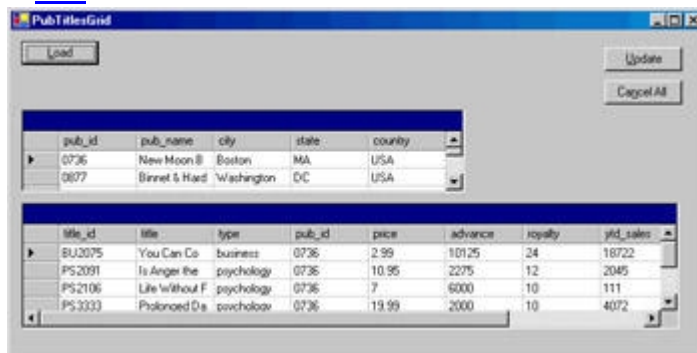 PubTitlesGrid
Load
Update
Cancel All
pub_id pub_name city state country
0736 New Moon B Boston MA USA
0877 Binnet & Hard Washington DC USA
title_id title type pub_id price advance royalty ytd_sales
BU2075 You Can Co business 0736 2.99 10125 24 18722
PS2091 Is Anger the psychology 0736 10.95 2275 12 2045
PS2106 Life Without F psychology 0736 7 6000 10 111
PS3333 Prolonged Da psychology 0736 19.99 2000 10 4072